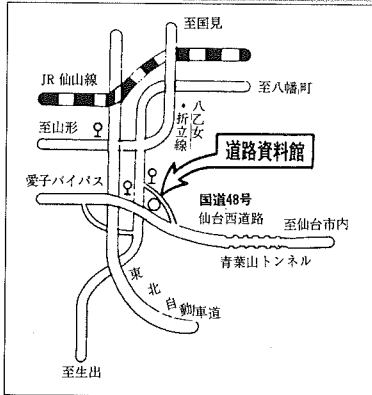 至国見
JR 仙山線
至八幡町
八乙女・折立線
至山形
道路資料館
愛子バイパス
国道48号
仙台西道路
至仙台市内
青葉山トンネル
東北自動車道
至生出